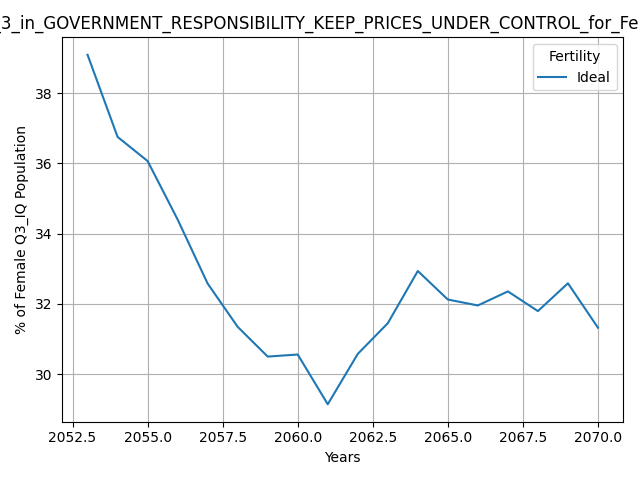 _3_in_GOVERNMENT_RESPONSIBILITY_KEEP_PRICES_UNDER_CONTROL_for_Fe
Fertility
Ideal
% of Female Q3_IQ Population
38
36
34
32
30
2052.5 2055.0 2057.5 2060.0 2062.5 2065.0 2067.5 2070.0
Years